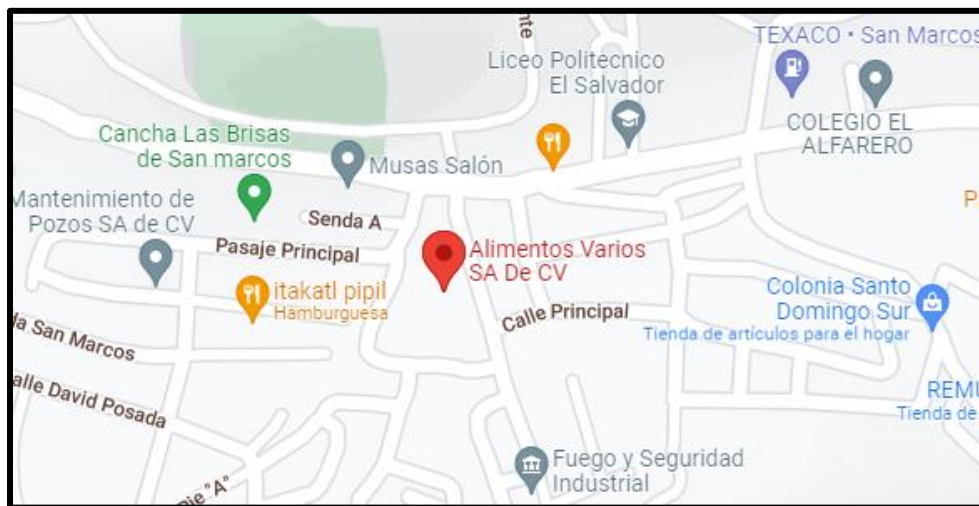 nte
TEXACO • San Marcos
Liceo Politecnico
El Salvador
COLEGIO EL
ALFARERO
Cancha Las Brisas
de San marcos
Musas Salón
Mantenimiento de
Pozos SA de CV
Senda A
P
Pasaje Principal
Alimentos Varios
SA De CV
itakatl pipil
Hamburguesa
Calle Principal
Colonia Santo
Domingo Sur
Tienda de artículos para el hogar
da San Marcos
alle David Posada
REMU
Tienda de
Fuego y Seguridad
Industrial
Pje "A"